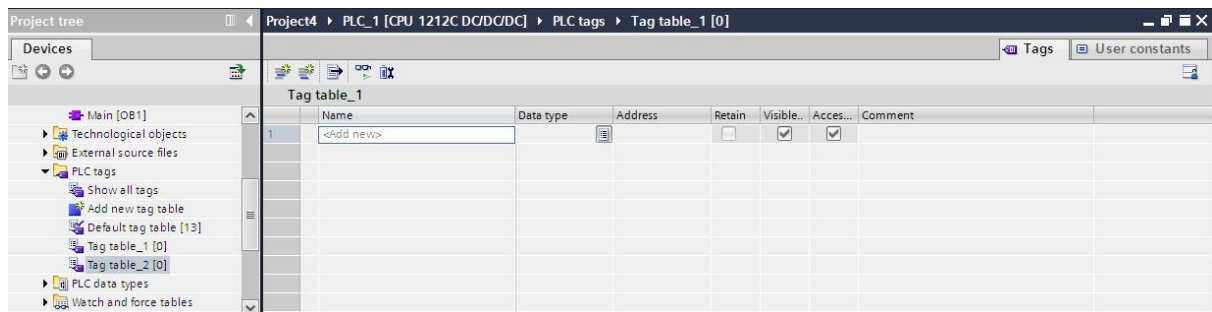 Project tree
Project4 ▸ PLC_1 [CPU 1212C DC/DC/DC] ▸ PLC tags ▸ Tag table_1 [0]
Devices
Tags
User constants
Main [OB1]
Technological objects
External source files
PLC tags
Show all tags
Add new tag table
Default tag table [13]
Tag table_1 [0]
Tag table_2 [0]
PLC data types
Watch and force tables
Tag table_1
Name Data type Address Retain Visible.. Acces... Comment
1 <Add new>